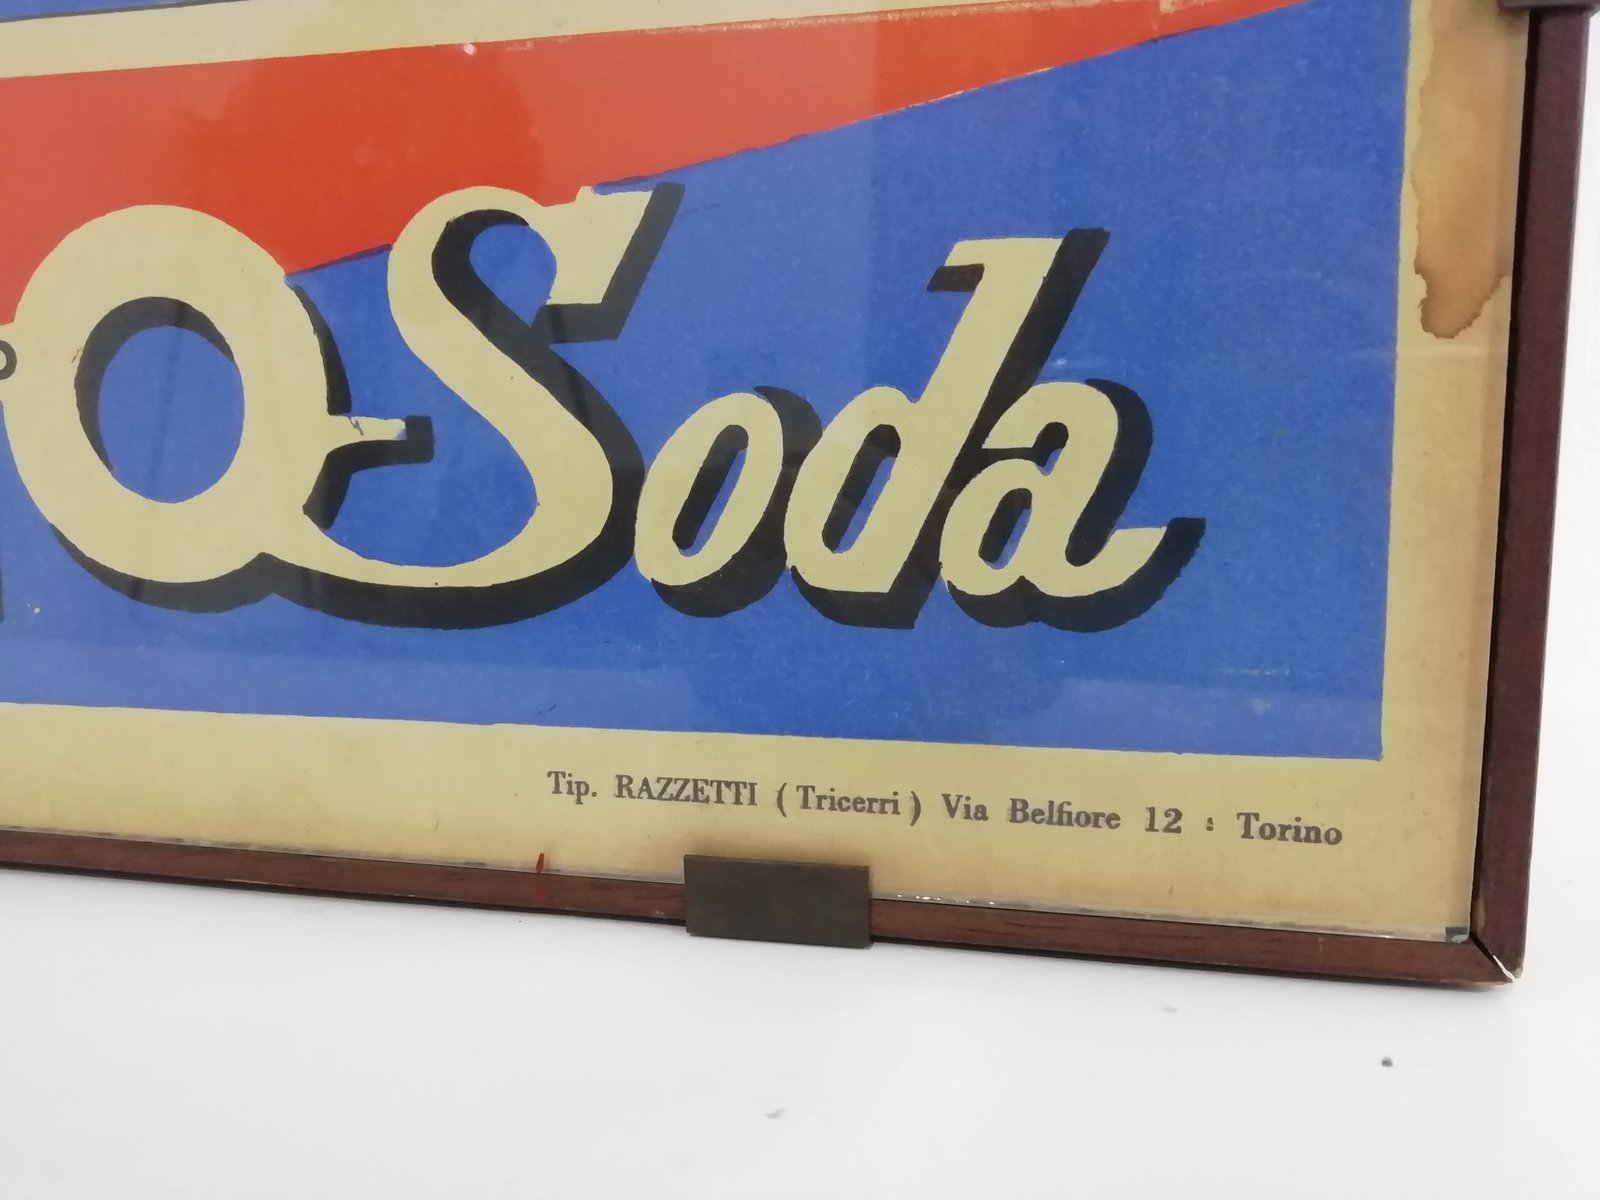 Soda
Tip. RAZZETTI (Tricerri) Via Belfiore 12 : Torino